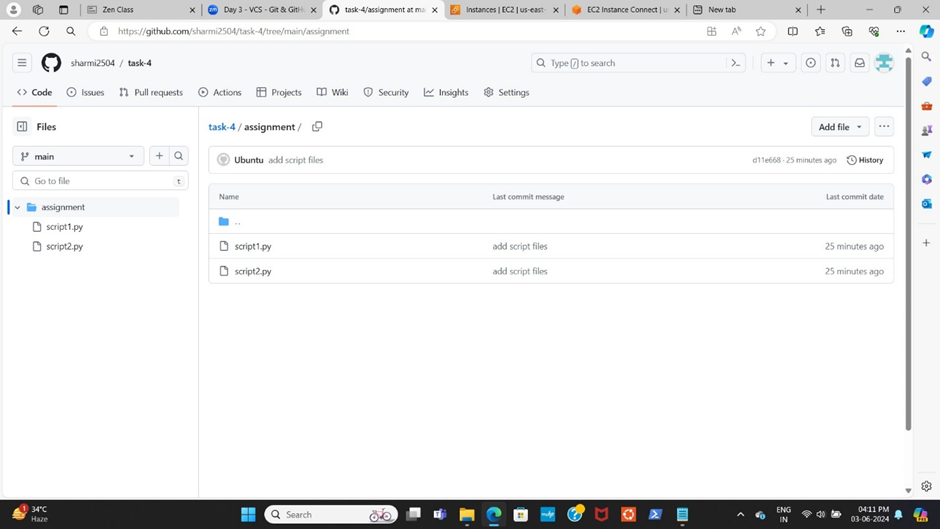 Zen Class
Day 3 - VCS - Git & GitH
task-4/assignment at ma
Instances | EC2 | us-east-
EC2 Instance Connect | us
New tab
https://github.com/sharmi2504/task-4/tree/main/assignment
sharmi2504 / task-4
Type / to search
Code
Issues
Pull requests
Actions
Projects
Wiki
Security
Insights
Settings
Files
main
Go to file
t
assignment
script1.py
script2.py
task-4 / assignment /
Add file
Ubuntu add script files
d11e668 · 25 minutes ago
History
Name Last commit message Last commit date
..
script1.py add script files 25 minutes ago
script2.py add script files 25 minutes ago
34°C
Haze
Search
ENG
IN
04:11 PM
03-06-2024